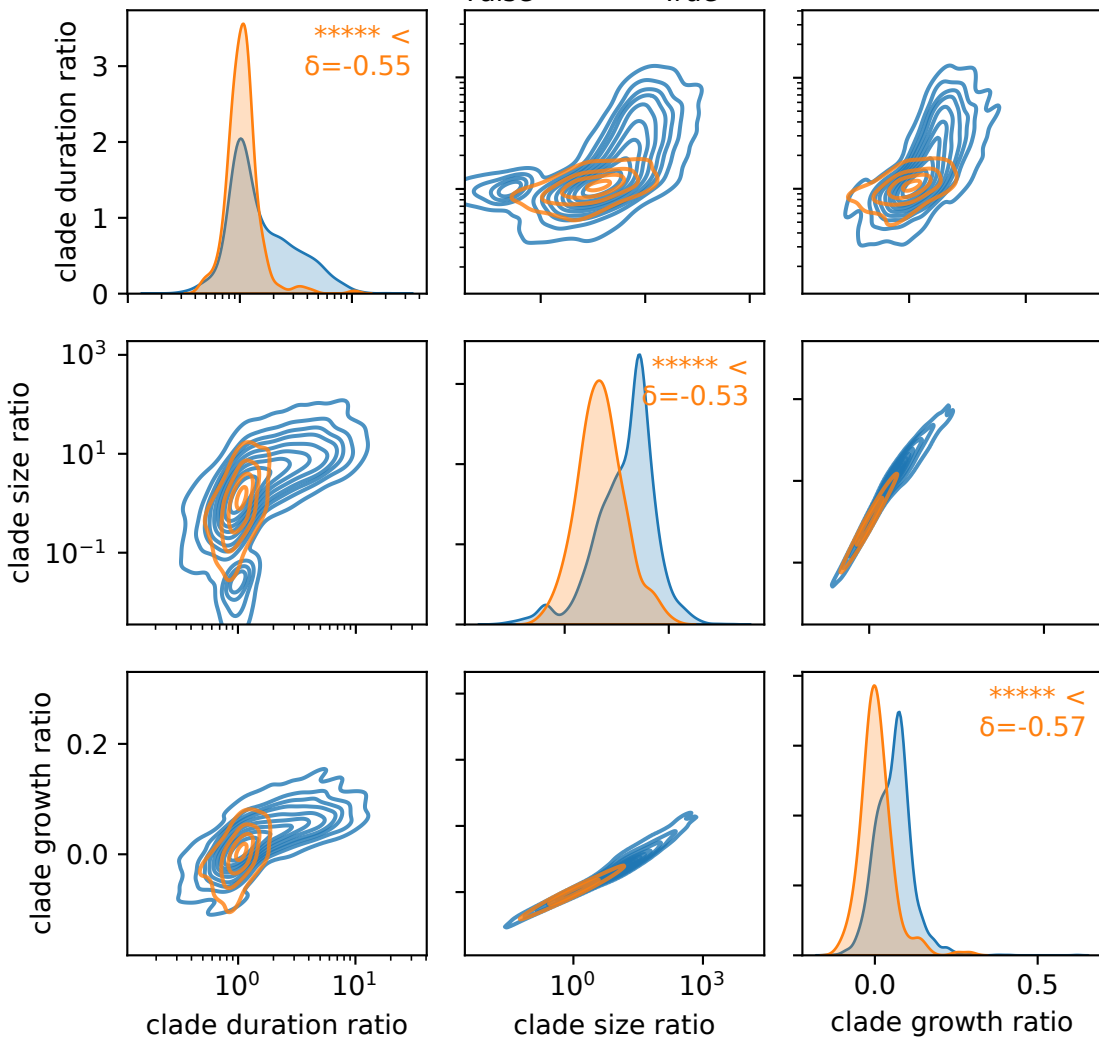 ***** <
δ=-0.55
3
2
1
0
clade duration ratio
***** <
δ=-0.53
10³
10¹
10⁻¹
clade size ratio
***** <
δ=-0.57
0.2
0.0
clade growth ratio
10⁰ 10¹
10⁰ 10³
0.0 0.5
clade duration ratio
clade size ratio
clade growth ratio